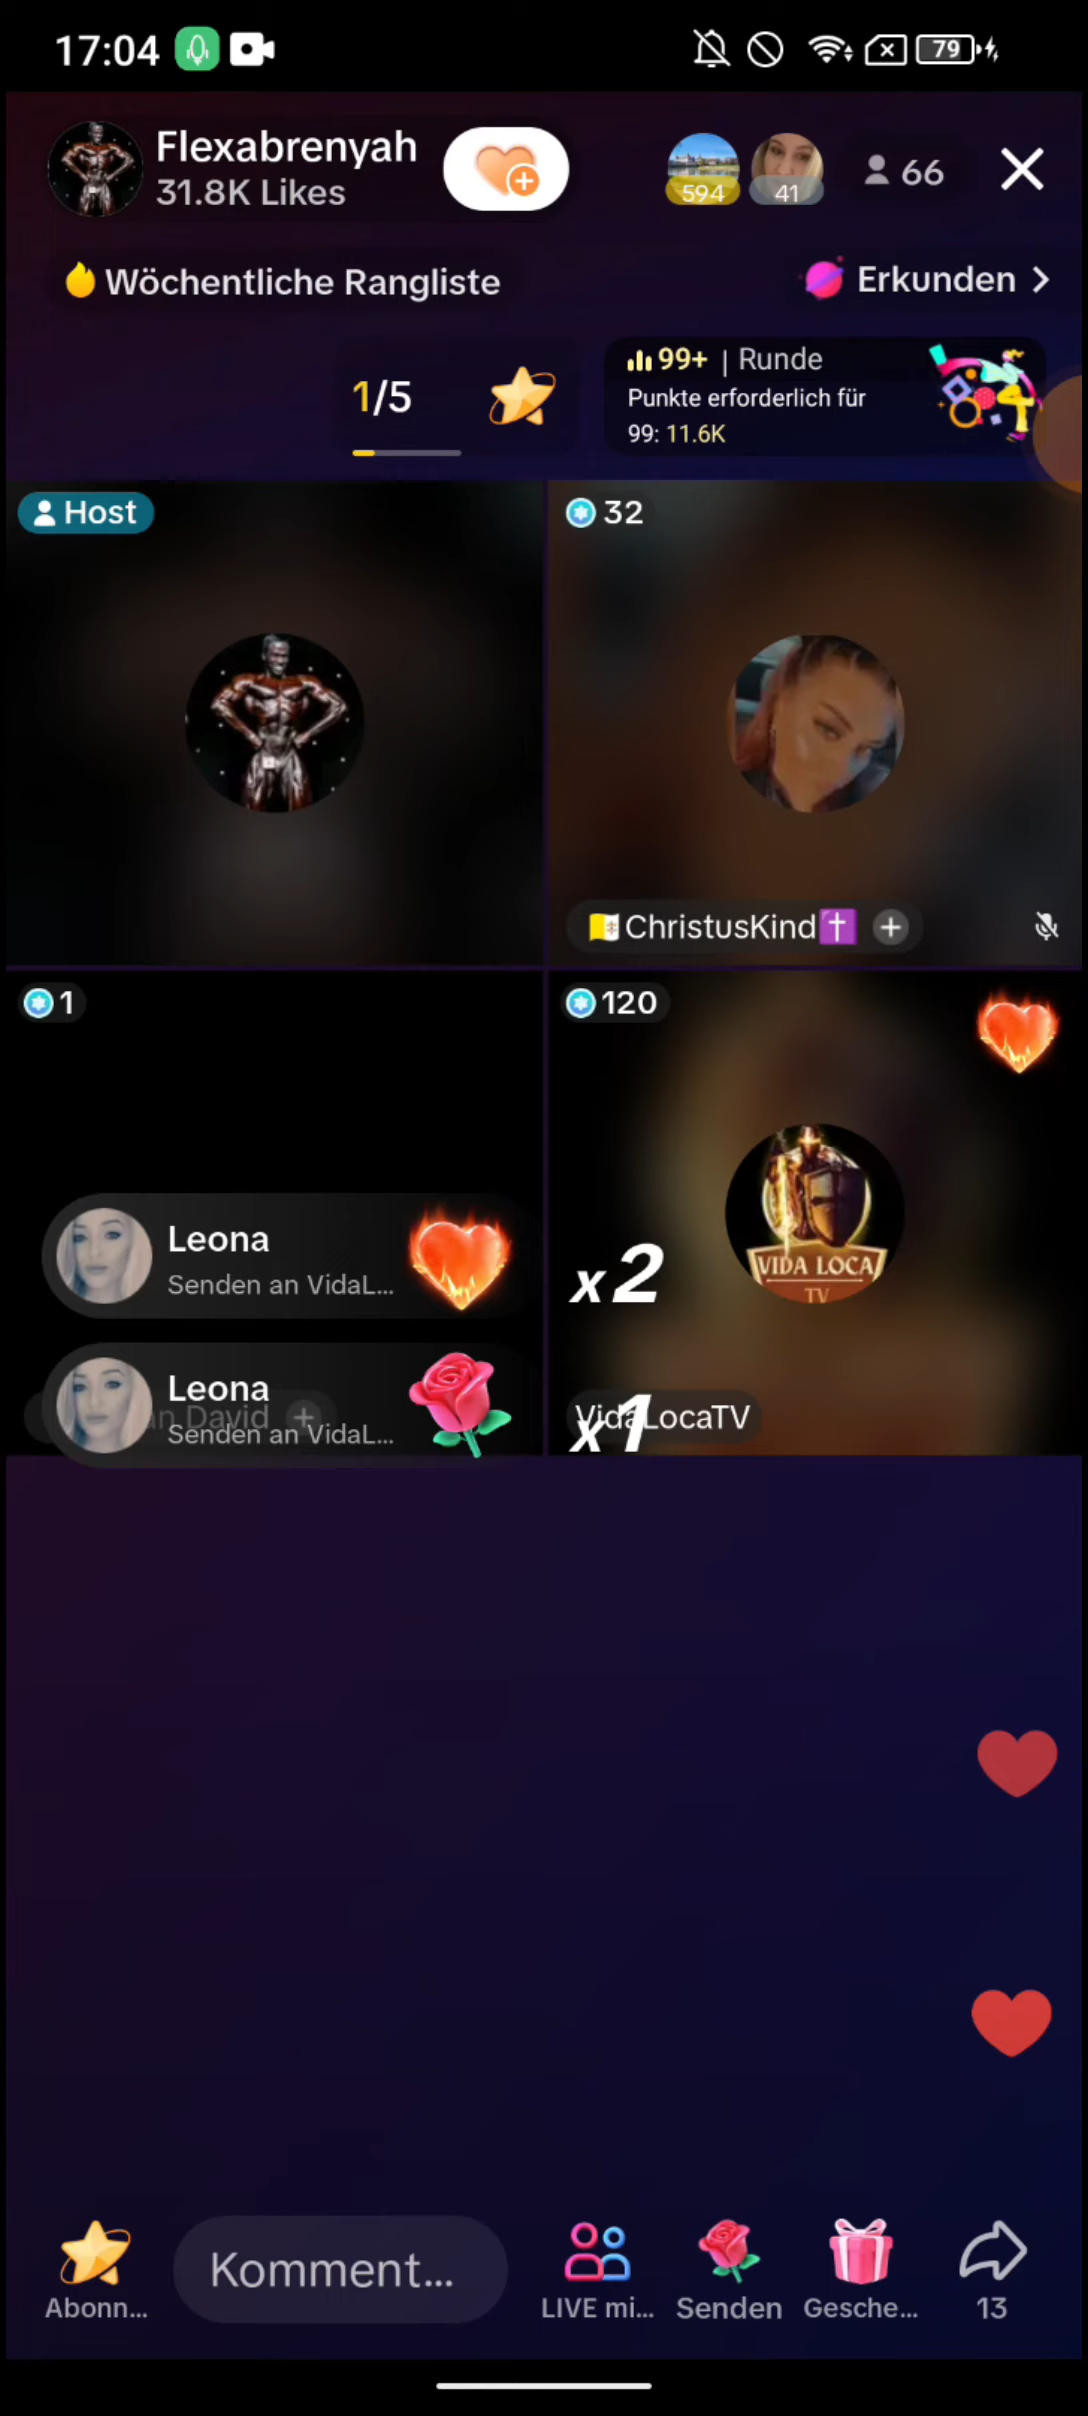 17:04
79
Flexabrenyah
31.8K Likes
594
41
66
Wöchentliche Rangliste
Erkunden
1/5
99+ | Runde
Punkte erforderlich für
99: 11.6K
Host
32
ChristusKind
1
120
Leona
Senden an VidaL...
x2
VIDA LOCA
TV
Leona
Senden an VidaL...
x1
n David
VidaLocaTV
Komment...
Abonn...
LIVE mi...
Senden
Gesche...
13